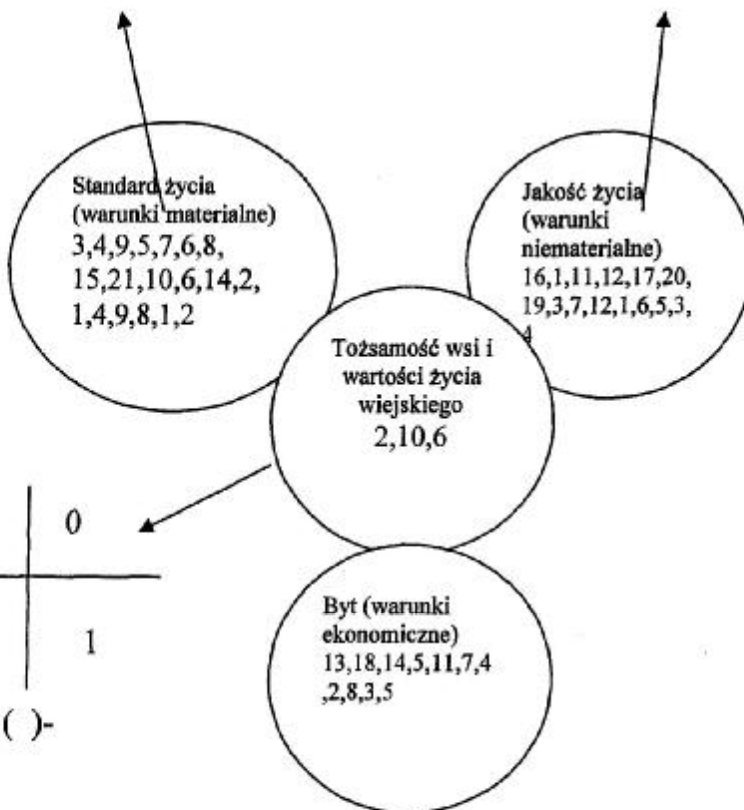 Standard życia
(warunki materialne)
3,4,9,5,7,6,8,
15,21,10,6,14,2,
1,4,9,8,1,2
Jakość życia
(warunki
niematerialne)
16,1,11,12,17,20,
19,3,7,12,1,6,5,3,
4
Tożsamość wsi i
wartości życia
wiejskiego
2,10,6
0
1
( )-
Byt (warunki
ekonomiczne)
13,18,14,5,11,7,4
,2,8,3,5